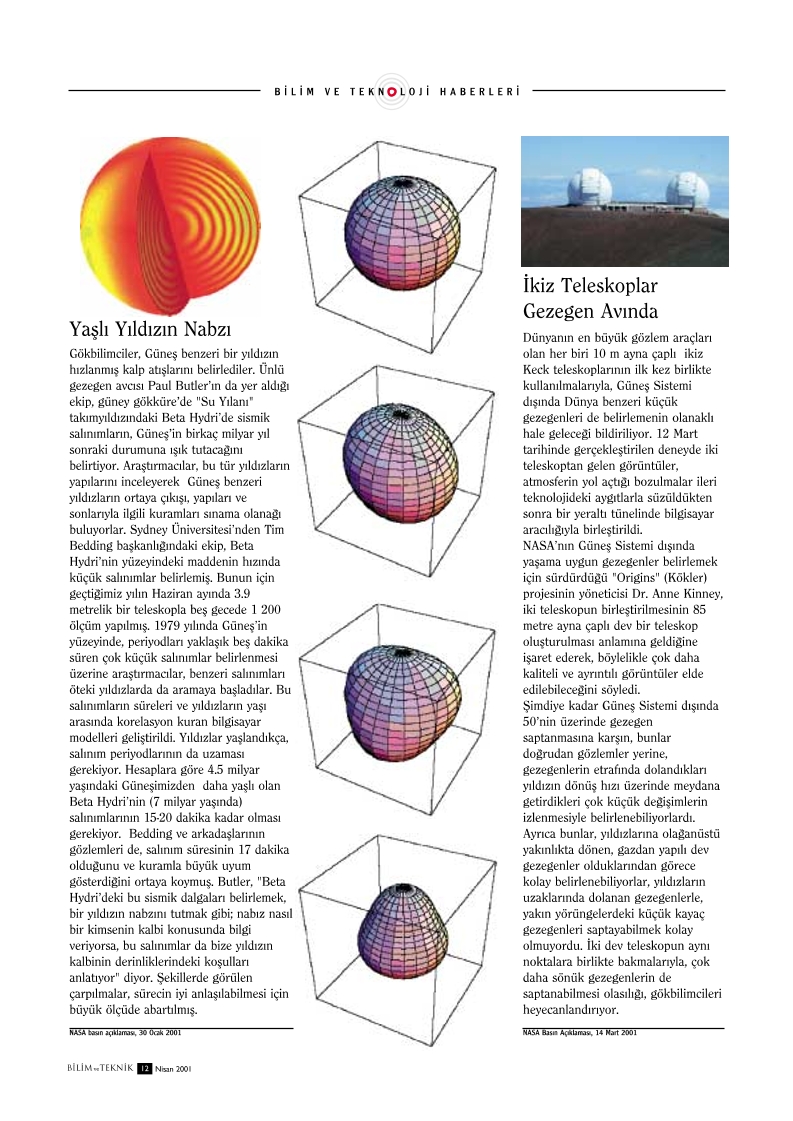 BİLİM VE TEKNOLOJİ HABERLERİ
Yaşlı Yıldızın Nabzı
Gökbilimciler, Güneş benzeri bir yıldızın
hızlanmış kalp atışlarını belirlediler. Ünlü
gezegen avcısı Paul Butler'ın da yer aldığı
ekip, güney gökküre'de "Su Yılanı"
takımyıldızındaki Beta Hydri'de sismik
salınımların, Güneş'in birkaç milyar yıl
sonraki durumuna ışık tutacağını
belirtiyor. Araştırmacılar, bu tür yıldızların
yapılarını inceleyerek  Güneş benzeri
yıldızların ortaya çıkışı, yapıları ve
sonlarıyla ilgili kuramları sınama olanağı
buluyorlar. Sydney Üniversitesi'nden Tim
Bedding başkanlığındaki ekip, Beta
Hydri'nin yüzeyindeki maddenin hızında
küçük salınımlar belirlemiş. Bunun için
geçtiğimiz yılın Haziran ayında 3.9
metrelik bir teleskopla beş gecede 1 200
ölçüm yapılmış. 1979 yılında Güneş'in
yüzeyinde, periyodları yaklaşık beş dakika
süren çok küçük salınımlar belirlenmesi
üzerine araştırmacılar, benzeri salınımları
öteki yıldızlarda da aramaya başladılar. Bu
salınımların süreleri ve yıldızların yaşı
arasında korelasyon kuran bilgisayar
modelleri geliştirildi. Yıldızlar yaşlandıkça,
salınım periyodlarının da uzaması
gerekiyor. Hesaplara göre 4.5 milyar
yaşındaki Güneşimizden  daha yaşlı olan
Beta Hydri'nin (7 milyar yaşında)
salınımlarının 15-20 dakika kadar olması
gerekiyor.  Bedding ve arkadaşlarının
gözlemleri de, salınım süresinin 17 dakika
olduğunu ve kuramla büyük uyum
gösterdiğini ortaya koymuş. Butler, "Beta
Hydri'deki bu sismik dalgaları belirlemek,
bir yıldızın nabzını tutmak gibi; nabız nasıl
bir kimsenin kalbi konusunda bilgi
veriyorsa, bu salınımlar da bize yıldızın
kalbinin derinliklerindeki koşulları
anlatıyor" diyor. Şekillerde görülen
çarpılmalar, sürecin iyi anlaşılabilmesi için
büyük ölçüde abartılmış.
NASA basın açıklaması, 30 Ocak 2001
İkiz Teleskoplar
Gezegen Avında
Dünyanın en büyük gözlem araçları
olan her biri 10 m ayna çaplı  ikiz
Keck teleskoplarının ilk kez birlikte
kullanılmalarıyla, Güneş Sistemi
dışında Dünya benzeri küçük
gezegenleri de belirlemenin olanaklı
hale geleceği bildiriliyor. 12 Mart
tarihinde gerçekleştirilen deneyde iki
teleskoptan gelen görüntüler,
atmosferin yol açtığı bozulmalar ileri
teknolojideki aygıtlarla süzüldükten
sonra bir yeraltı tünelinde bilgisayar
aracılığıyla birleştirildi.
NASA'nın Güneş Sistemi dışında
yaşama uygun gezegenler belirlemek
için sürdürdüğü "Origins" (Kökler)
projesinin yöneticisi Dr. Anne Kinney,
iki teleskopun birleştirilmesinin 85
metre ayna çaplı dev bir teleskop
oluşturulması anlamına geldiğine
işaret ederek, böylelikle çok daha
kaliteli ve ayrıntılı görüntüler elde
edilebileceğini söyledi.
Şimdiye kadar Güneş Sistemi dışında
50'nin üzerinde gezegen
saptanmasına karşın, bunlar
doğrudan gözlemler yerine,
gezegenlerin etrafında dolandıkları
yıldızın dönüş hızı üzerinde meydana
getirdikleri çok küçük değişimlerin
izlenmesiyle belirlenebiliyorlardı.
Ayrıca bunlar, yıldızlarına olağanüstü
yakınlıkta dönen, gazdan yapılı dev
gezegenler olduklarından görece
kolay belirlenebiliyorlar, yıldızların
uzaklarında dolanan gezegenlerle,
yakın yörüngelerdeki küçük kayaç
gezegenleri saptayabilmek kolay
olmuyordu. İki dev teleskopun aynı
noktalara birlikte bakmalarıyla, çok
daha sönük gezegenlerin de
saptanabilmesi olasılığı, gökbilimcileri
heyecanlandırıyor.
NASA Basın Açıklaması, 14 Mart 2001
BİLİM ve TEKNİK 12 Nisan 2001